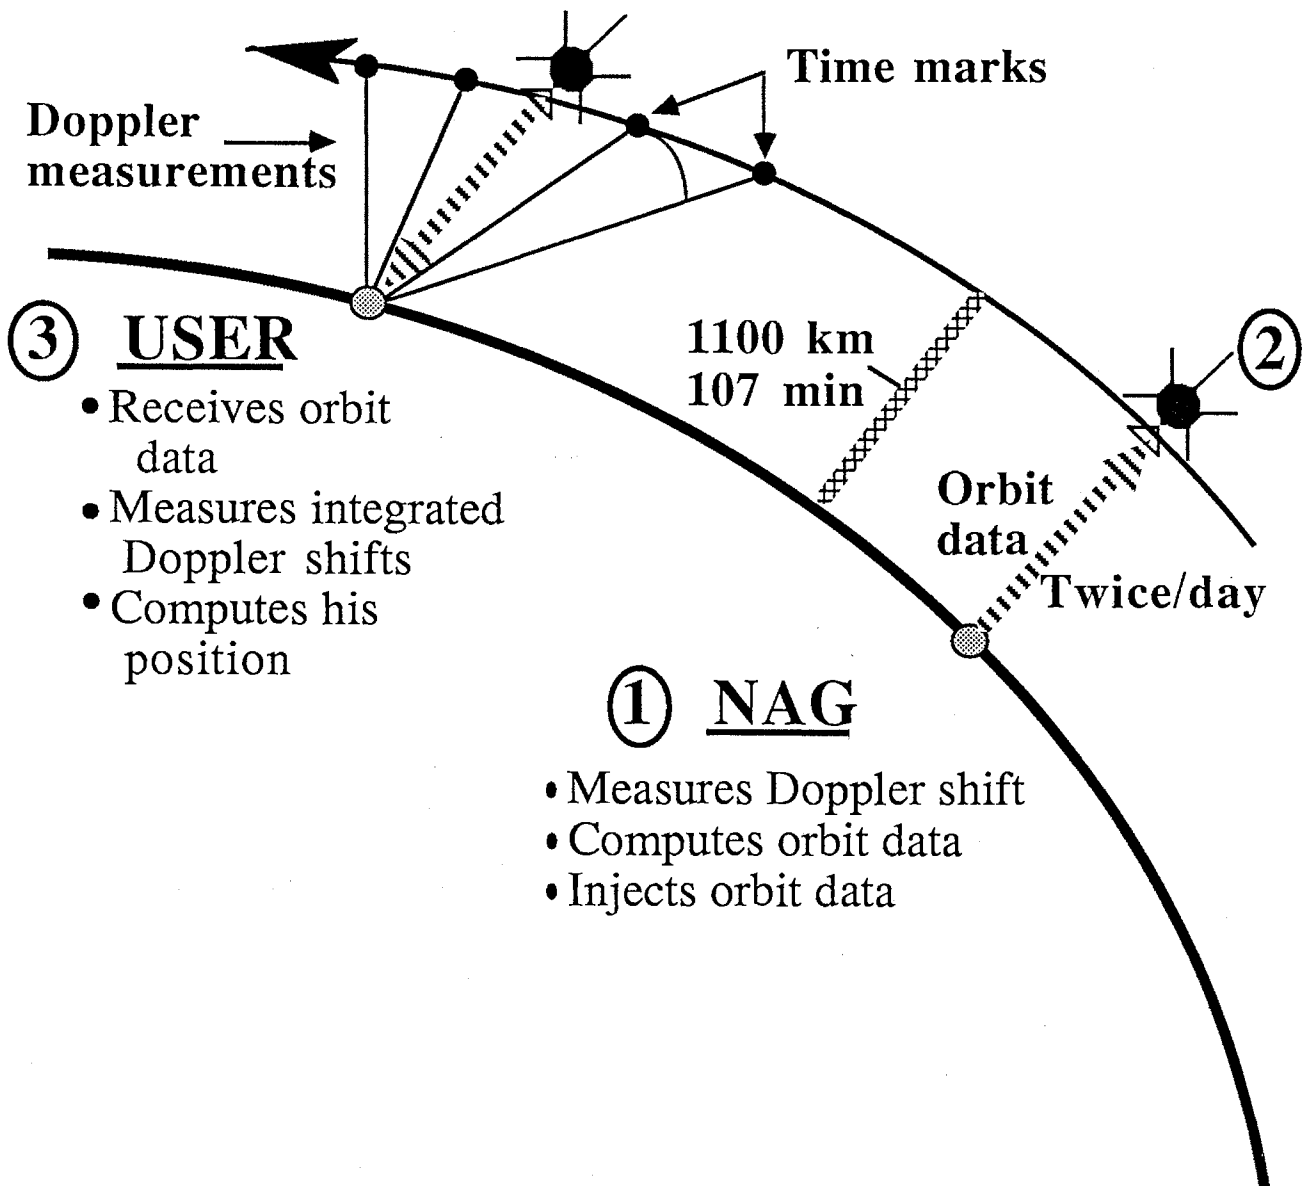 Time marks
Doppler
measurements
3 USER
• Receives orbit
data
• Measures integrated
Doppler shifts
• Computes his
position
1100 km
107 min
2
Orbit
data
Twice/day
1 NAG
• Measures Doppler shift
• Computes orbit data
• Injects orbit data